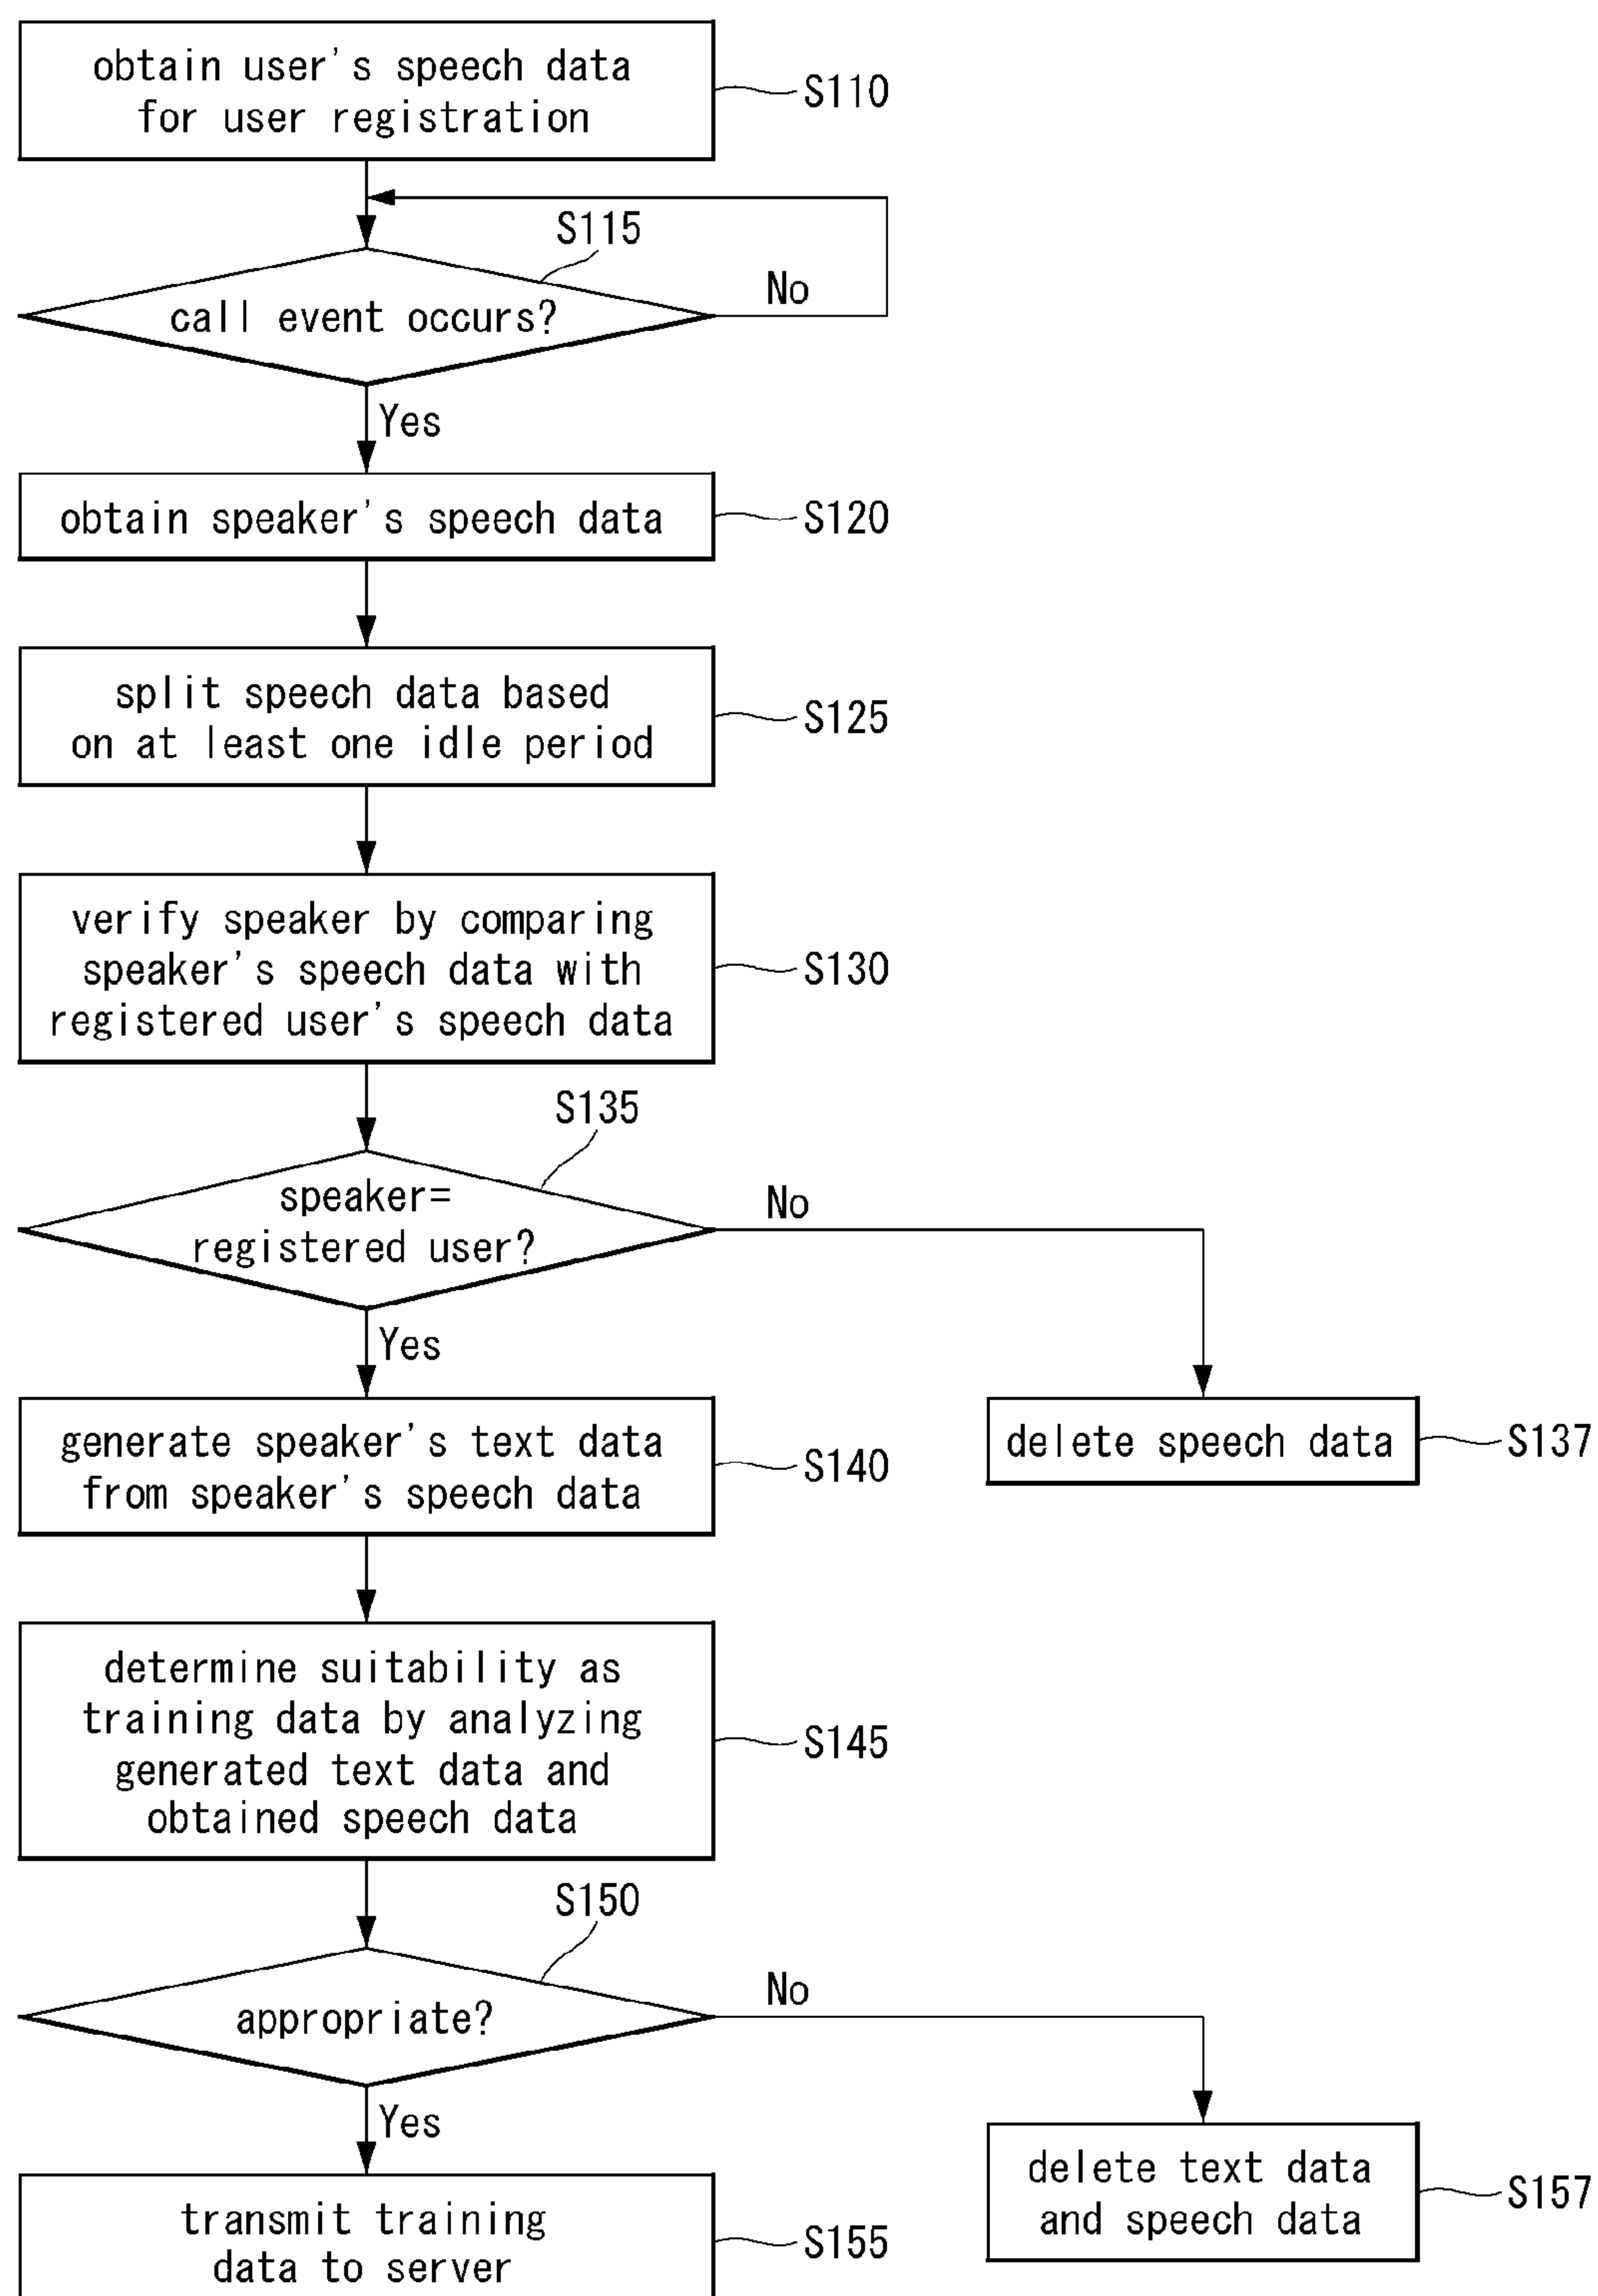 obtain user's speech data
for user registration
S110
S115
call event occurs?
No
Yes
obtain speaker's speech data
S120
split speech data based
on at least one idle period
S125
verify speaker by comparing
speaker's speech data with
registered user's speech data
S130
S135
speaker=
registered user?
No
Yes
generate speaker's text data
from speaker's speech data
S140
delete speech data
S137
determine suitability as
training data by analyzing
generated text data and
obtained speech data
S145
S150
appropriate?
No
Yes
transmit training
data to server
S155
delete text data
and speech data
S157